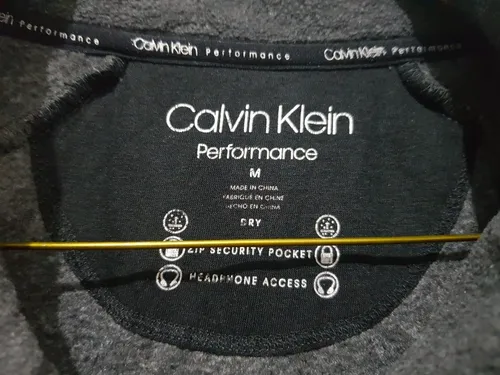 Calvin Klein Performance
Calvin Klein Performance
Calvin Klein
Performance
M
MADE IN CHINA
FABRIQUÉ EN CHINE
HECHO EN CHINA
DRY
ZIP SECURITY POCKET
HEADPHONE ACCESS